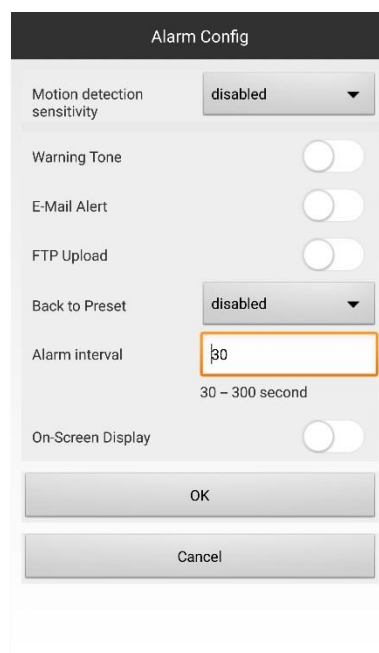 Alarm Config
Motion detection
sensitivity
disabled
Warning Tone
E-Mail Alert
FTP Upload
Back to Preset
disabled
Alarm interval
30
30 – 300 second
On-Screen Display
OK
Cancel